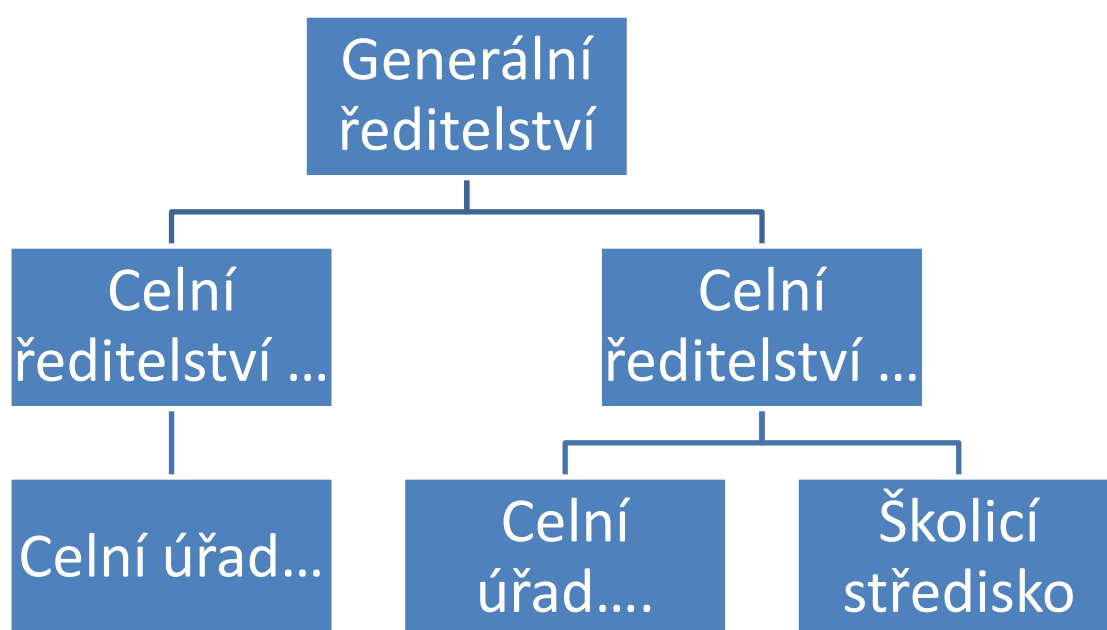 Generální
ředitelství
Celní
ředitelství ...
Celní
ředitelství ...
Celní úřad...
Celní
úřad....
Školicí
středisko